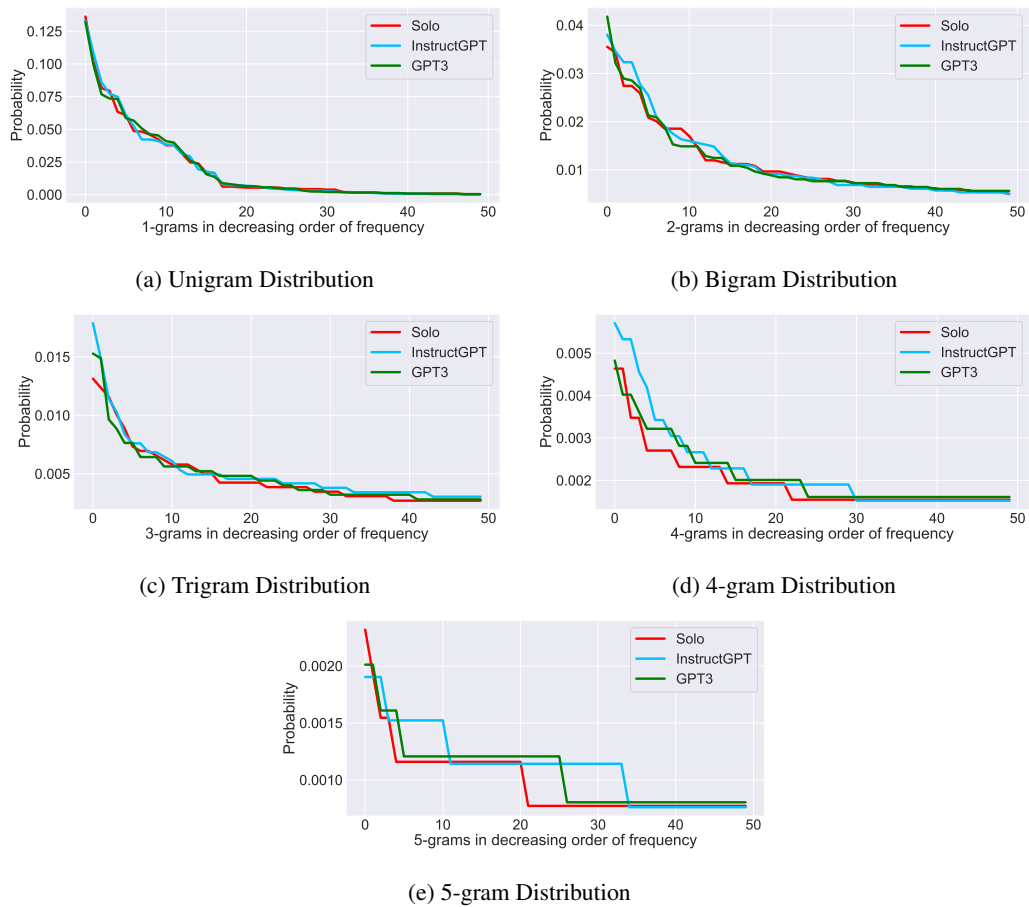 0.125
0.100
0.075
0.050
0.025
0.000
Probability
Solo
InstructGPT
GPT3
0 10 20 30 40 50
1-grams in decreasing order of frequency
(a) Unigram Distribution
0.04
0.03
0.02
0.01
Probability
Solo
InstructGPT
GPT3
0 10 20 30 40 50
2-grams in decreasing order of frequency
(b) Bigram Distribution
0.015
0.010
0.005
Probability
Solo
InstructGPT
GPT3
0 10 20 30 40 50
3-grams in decreasing order of frequency
(c) Trigram Distribution
0.005
0.004
0.003
0.002
Probability
Solo
InstructGPT
GPT3
0 10 20 30 40 50
4-grams in decreasing order of frequency
(d) 4-gram Distribution
0.0020
0.0015
0.0010
Probability
Solo
InstructGPT
GPT3
0 10 20 30 40 50
5-grams in decreasing order of frequency
(e) 5-gram Distribution